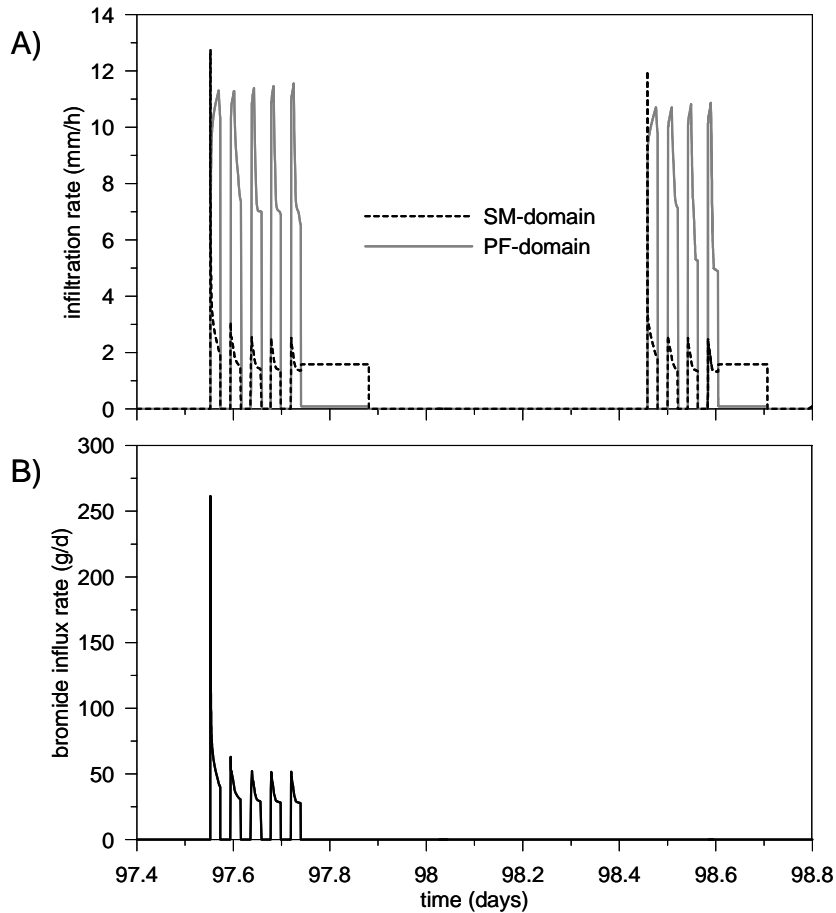 A)
14
12
10
8
6
4
2
0
infiltration rate (mm/h)
SM-domain
PF-domain
B)
300
250
200
150
100
50
0
bromide influx rate (g/d)
97.4 97.6 97.8 98 98.2 98.4 98.6 98.8
time (days)